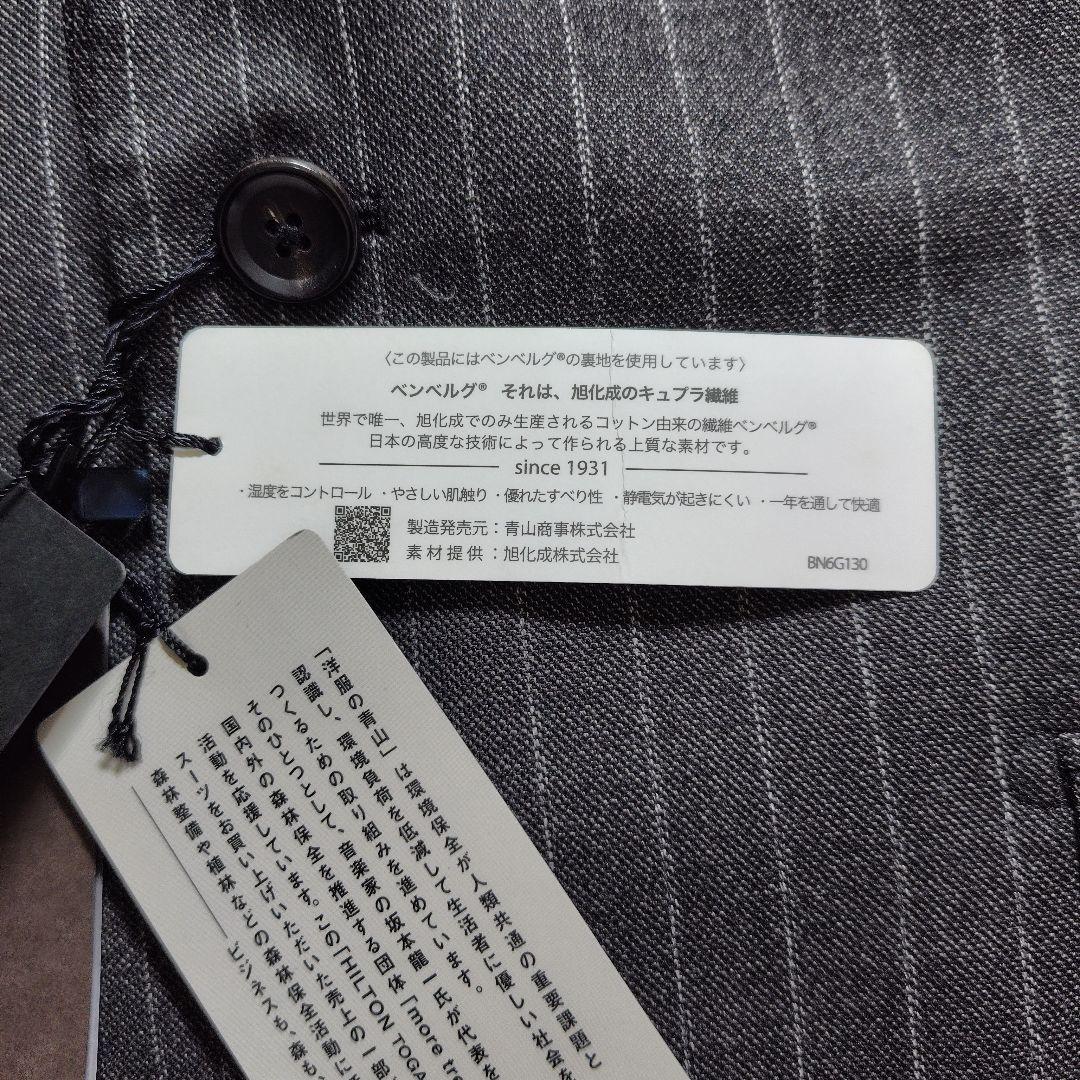 〈この製品にはベンベルグ®の裏地を使用しています〉
ベンベルグ® それは、旭化成のキュプラ繊維
世界で唯一、旭化成でのみ生産されるコットン由来の繊維ベンベルグ®
日本の高度な技術によって作られる上質な素材です。
since 1931
・湿度をコントロール ・やさしい肌触り ・優れたすべり性 ・静電気が起きにくい ・一年を通して快適
製造発売元：青山商事株式会社
素材提供：旭化成株式会社
BN6G130
「洋服の青山」は環境保全が人類共通の重要課題と
認識し、環境負荷を低減して生活者に優しい社会を
つくるための取り組みを進めています。
そのひとつとして、音楽家の坂本龍一氏が代表を
国内外の森林保全を推進する団体「more tre
活動を応援しています。この「HILTON TOGA
スーツをお買い上げいただいた売上の一部
森林整備や植林などの森林保全活動に
ビジネスも、森も、